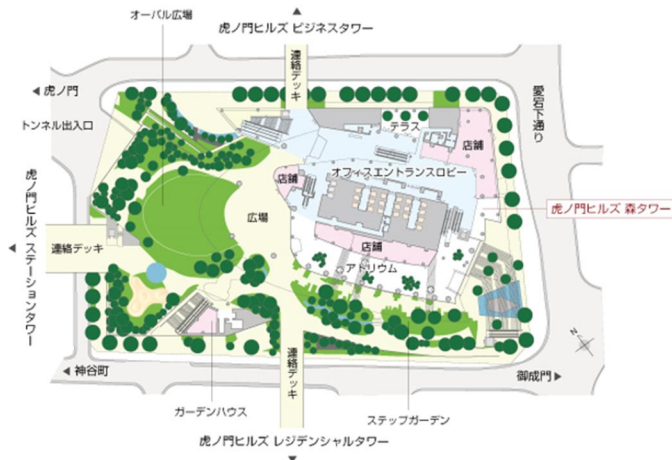 オーバル広場
虎ノ門ヒルズ ビジネスタワー
連絡デッキ
虎ノ門
愛宕下通り
トンネル出入口
テラス
店舗
オフィスエントランスロビー
店舗
虎ノ門ヒルズ 森タワー
広場
虎ノ門ヒルズ ステーションタワー
連絡デッキ
店舗
アトリウム
N
連絡デッキ
神谷町
御成門
ガーデンハウス
ステップガーデン
虎ノ門ヒルズ レジデンシャルタワー